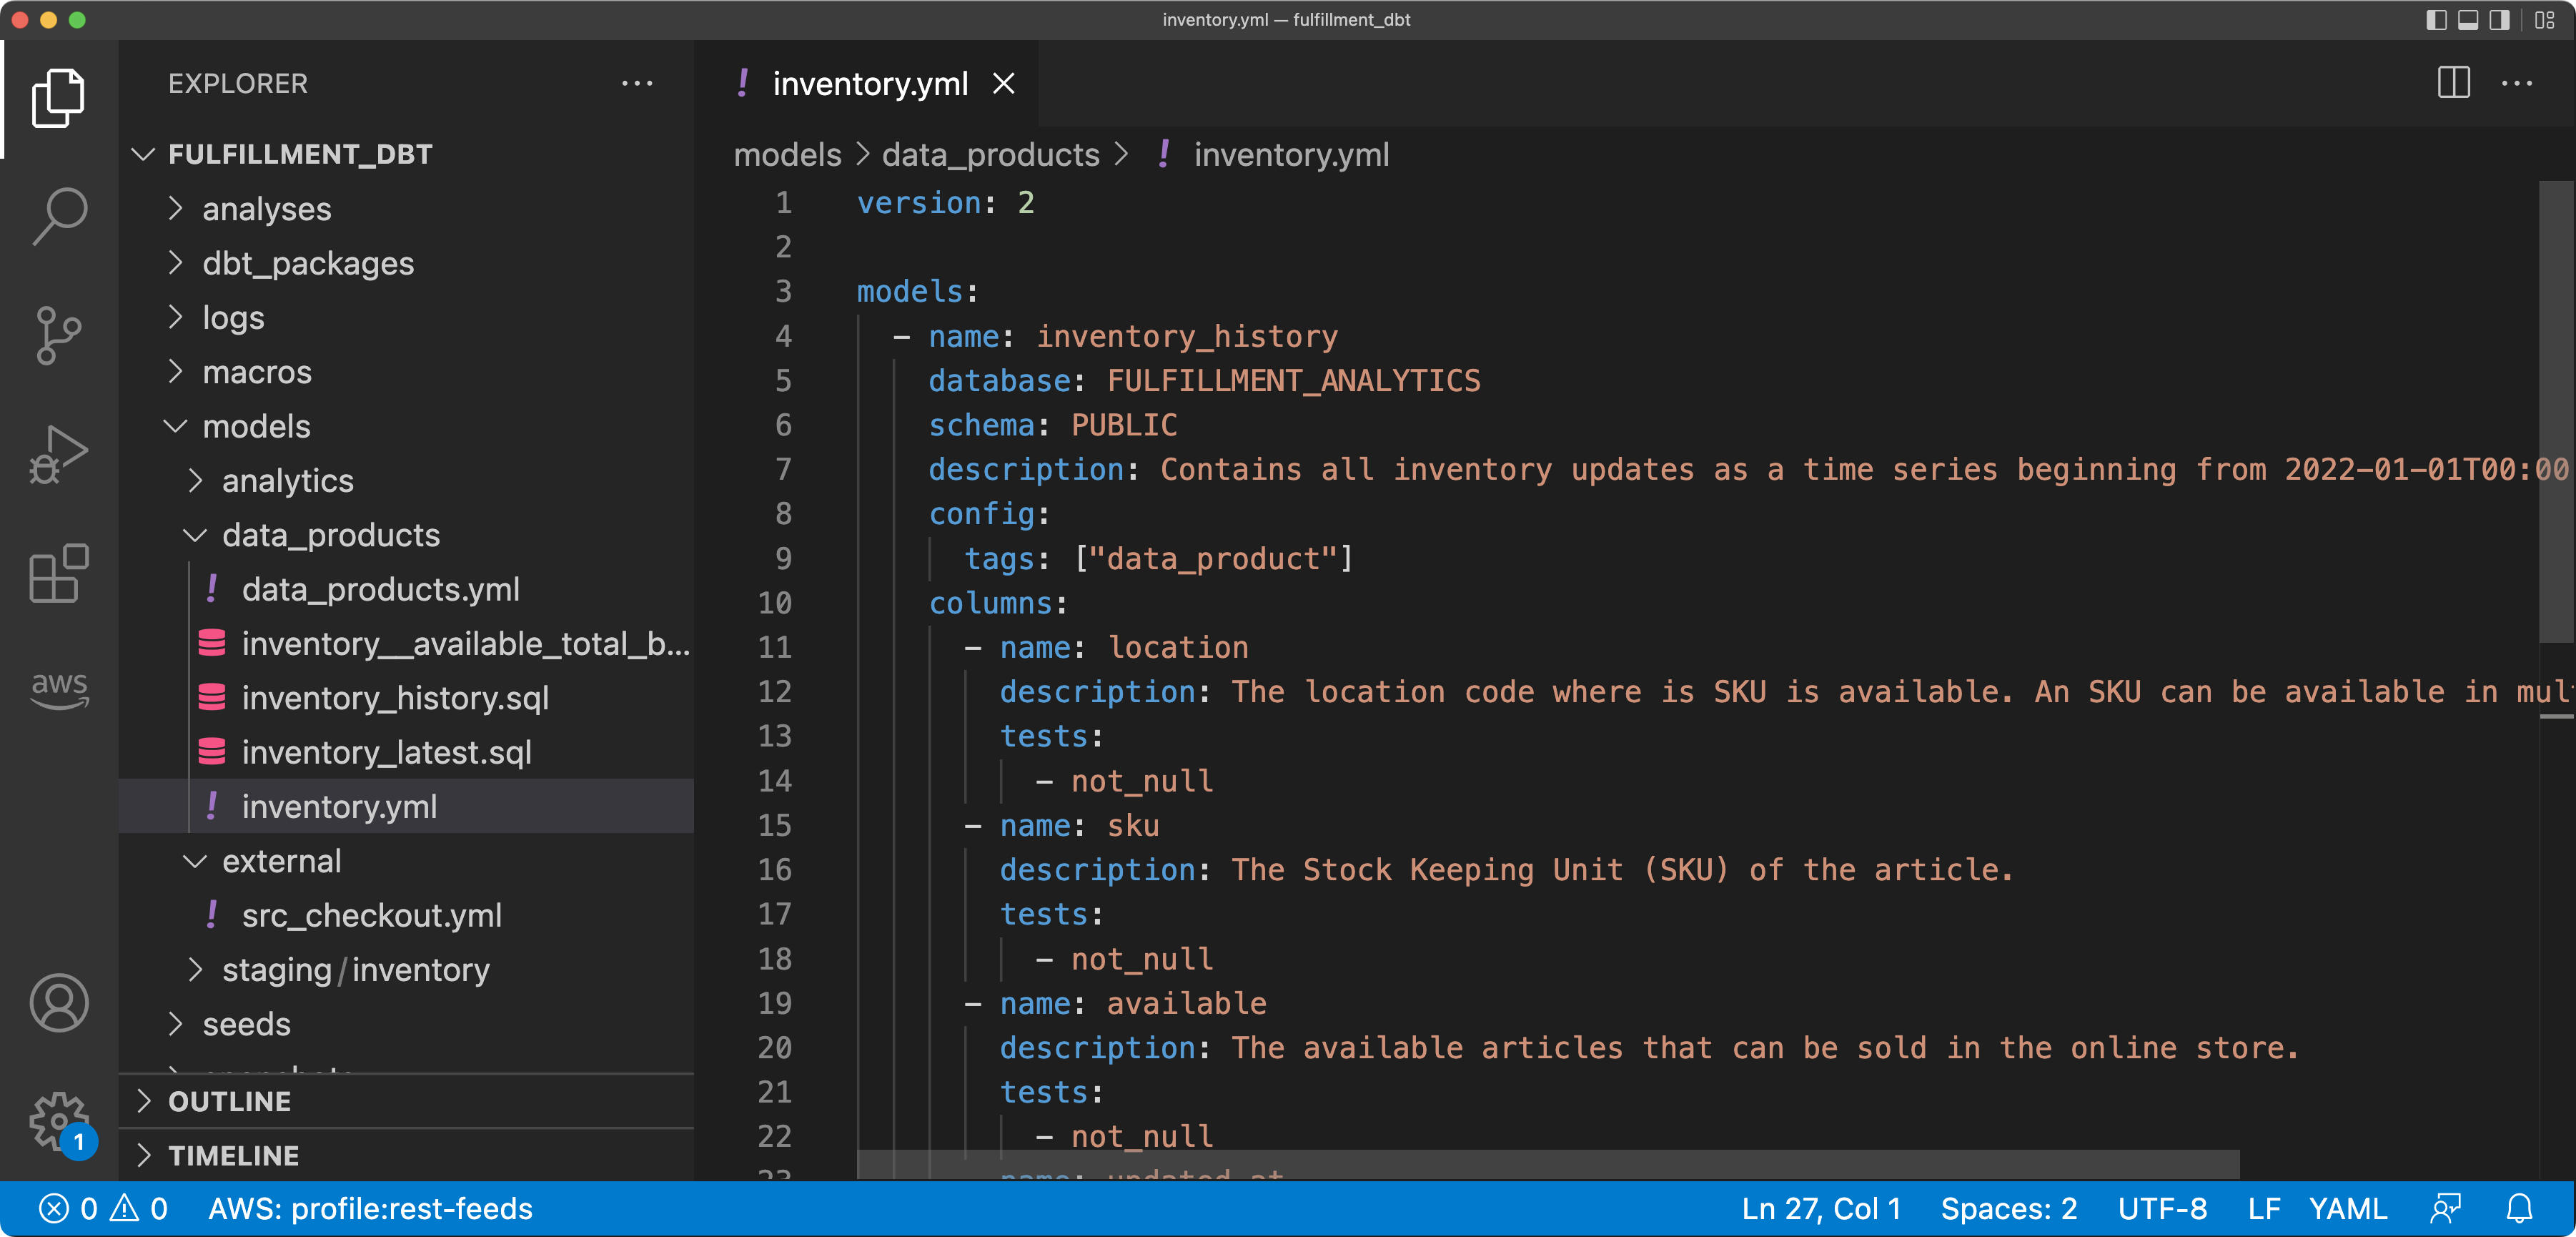 inventory.yml — fulfillment_dbt
EXPLORER
FULFILLMENT_DBT
analyses
dbt_packages
logs
macros
models
analytics
data_products
data_products.yml
inventory__available_total_b...
inventory_history.sql
inventory_latest.sql
inventory.yml
external
src_checkout.yml
staging/inventory
seeds
snapshots
OUTLINE
TIMELINE
aws
1
inventory.yml
models > data_products > ! inventory.yml
1 version: 2
2
3 models:
4 - name: inventory_history
5 database: FULFILLMENT_ANALYTICS
6 schema: PUBLIC
7 description: Contains all inventory updates as a time series beginning from 2022-01-01T00:00
8 config:
9 tags: ["data_product"]
10 columns:
11 - name: location
12 description: The location code where is SKU is available. An SKU can be available in mul
13 tests:
14 - not_null
15 - name: sku
16 description: The Stock Keeping Unit (SKU) of the article.
17 tests:
18 - not_null
19 - name: available
20 description: The available articles that can be sold in the online store.
21 tests:
22 - not_null
23 - name: updated_at
0 0 AWS: profile:rest-feeds
Ln 27, Col 1 Spaces: 2 UTF-8 LF YAML